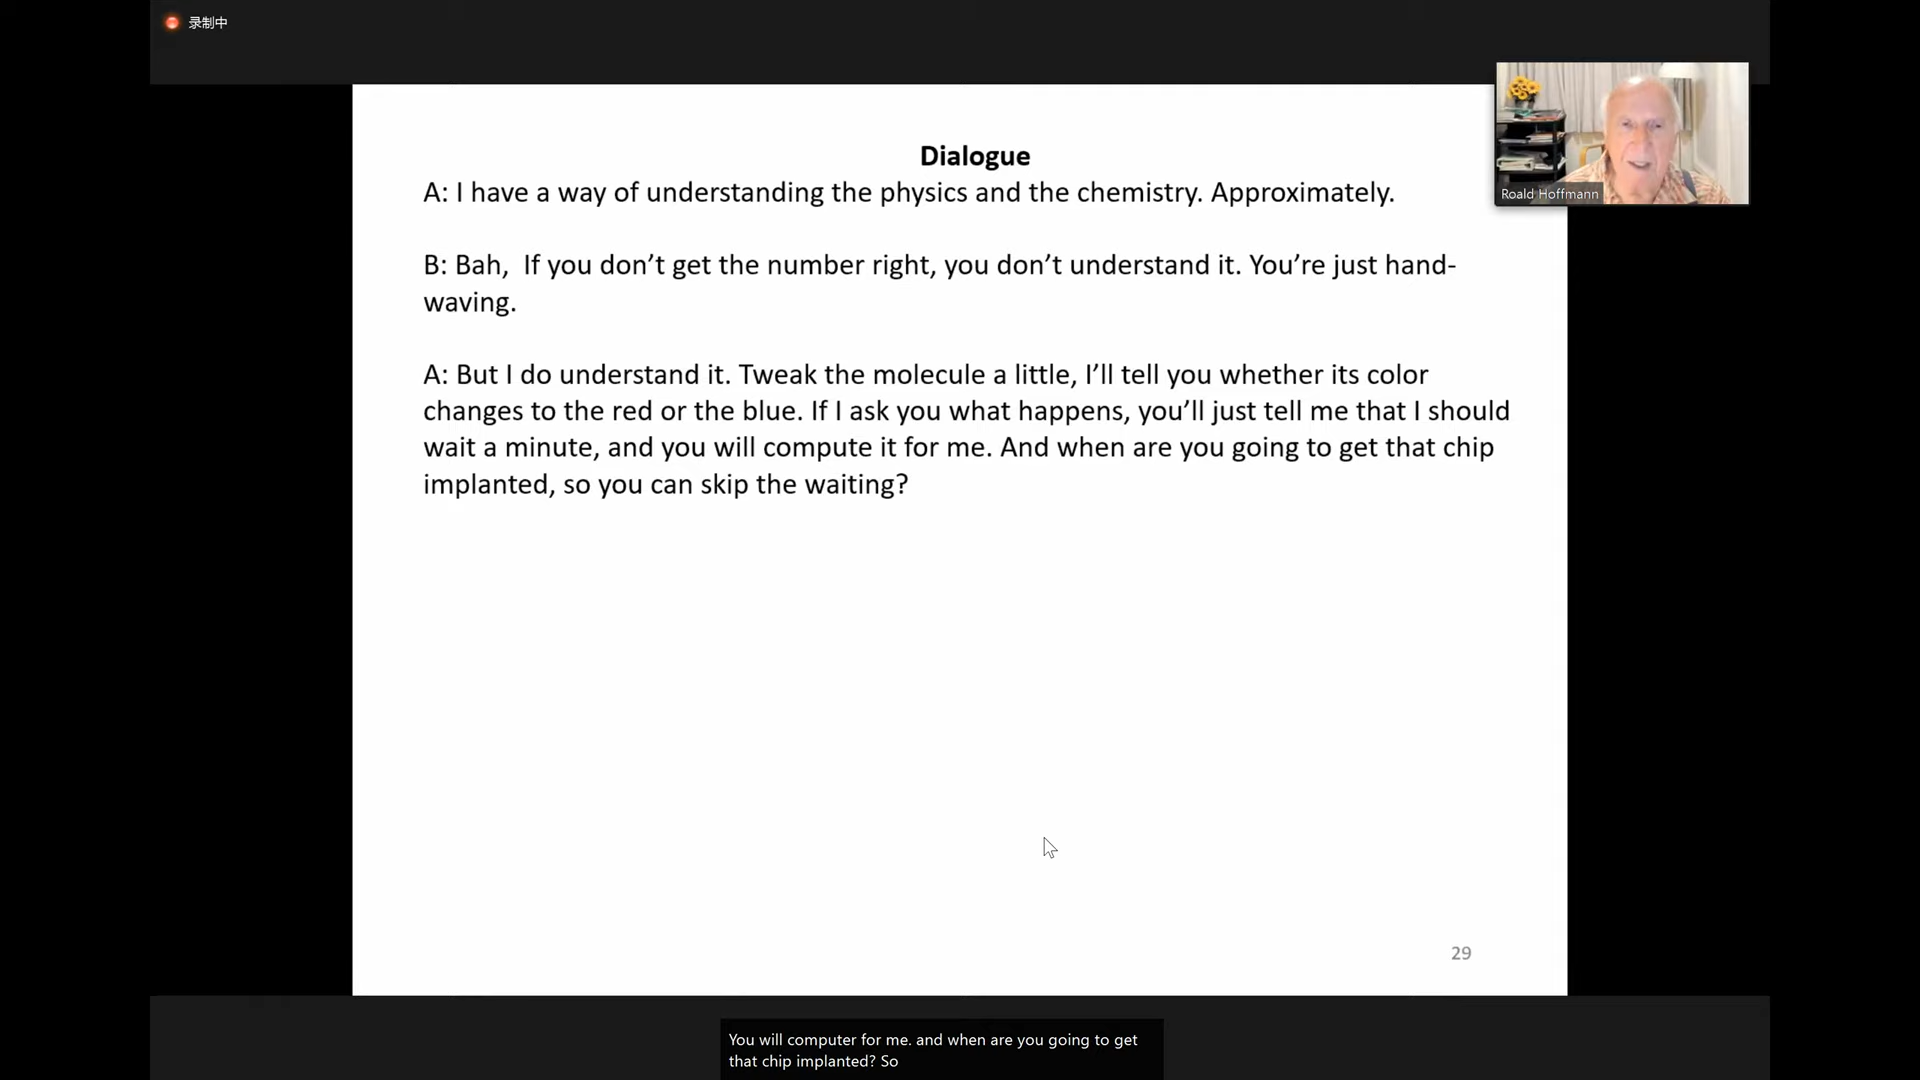 录制中
Dialogue
A: I have a way of understanding the physics and the chemistry. Approximately.
Roald Hoffmann
B: Bah,  If you don’t get the number right, you don’t understand it. You’re just hand-
waving.
A: But I do understand it. Tweak the molecule a little, I’ll tell you whether its color
changes to the red or the blue. If I ask you what happens, you’ll just tell me that I should
wait a minute, and you will compute it for me. And when are you going to get that chip
implanted, so you can skip the waiting?
29
You will computer for me. and when are you going to get
that chip implanted? So